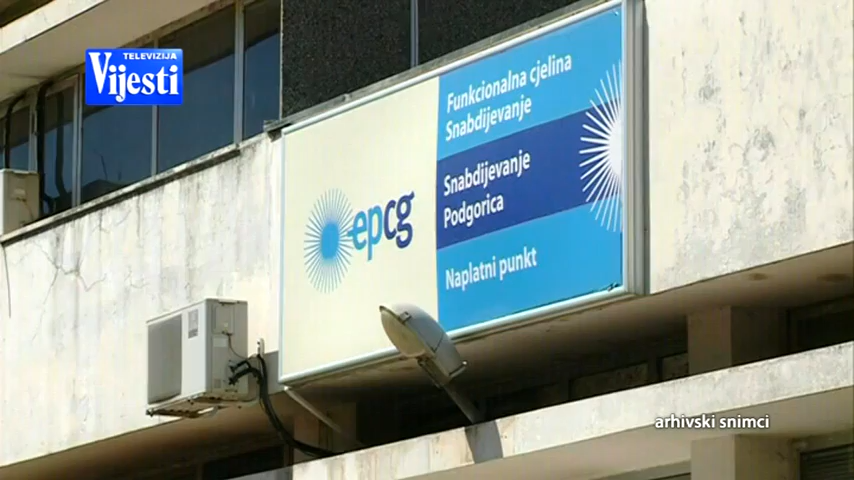 TELEVIZIJA
Vijesti
epcg
Funkcionalna cjelina
Snabdijevanje
Snabdijevanje
Podgorica
Naplatni punkt
arhivski snimci